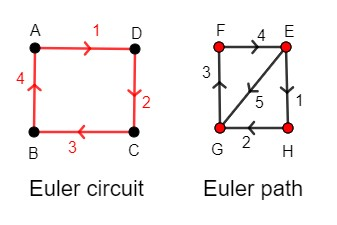 A 1 D
4 2
B 3 C
Euler circuit
F 4 E
3 5 1
G 2 H
Euler path